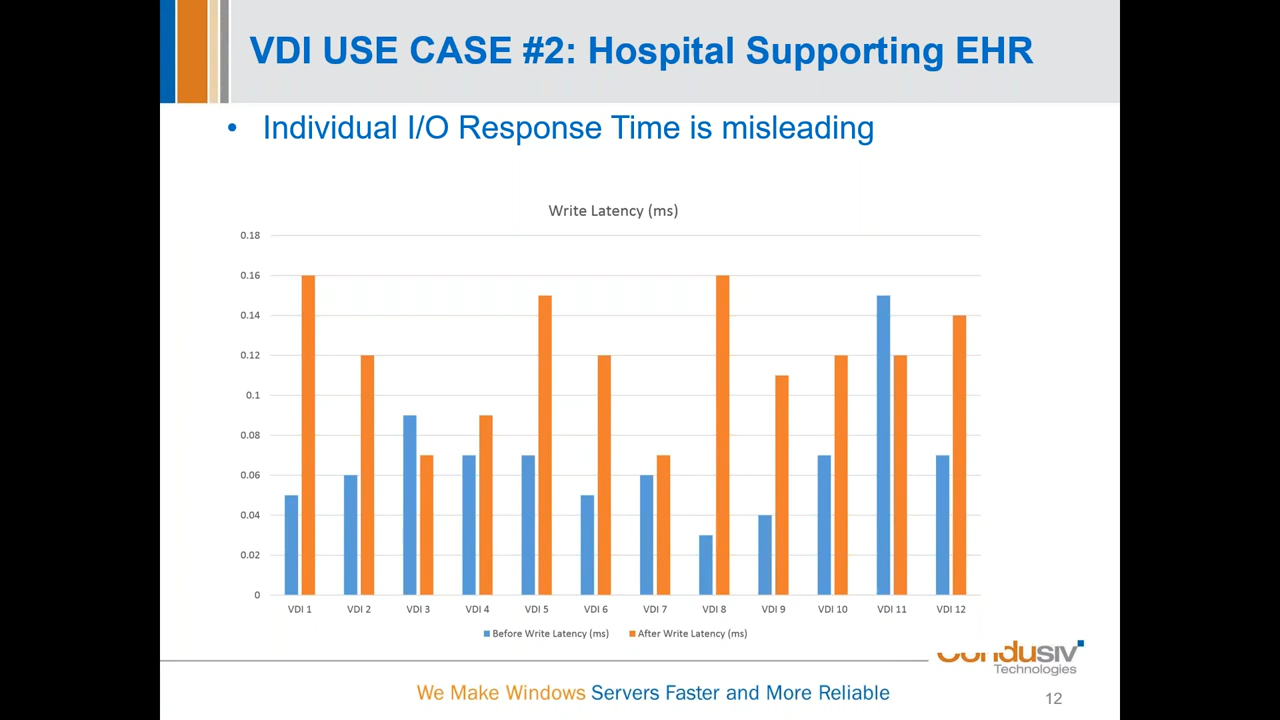 VDI USE CASE #2: Hospital Supporting EHR
• Individual I/O Response Time is misleading
Write Latency (ms)
0.18
0.16
0.14
0.12
0.1
0.08
0.06
0.04
0.02
0
VDI 1 VDI 2 VDI 3 VDI 4 VDI 5 VDI 6 VDI 7 VDI 8 VDI 9 VDI 10 VDI 11 VDI 12
Before Write Latency (ms) After Write Latency (ms)
condusiv
Technologies
We Make Windows Servers Faster and More Reliable
12